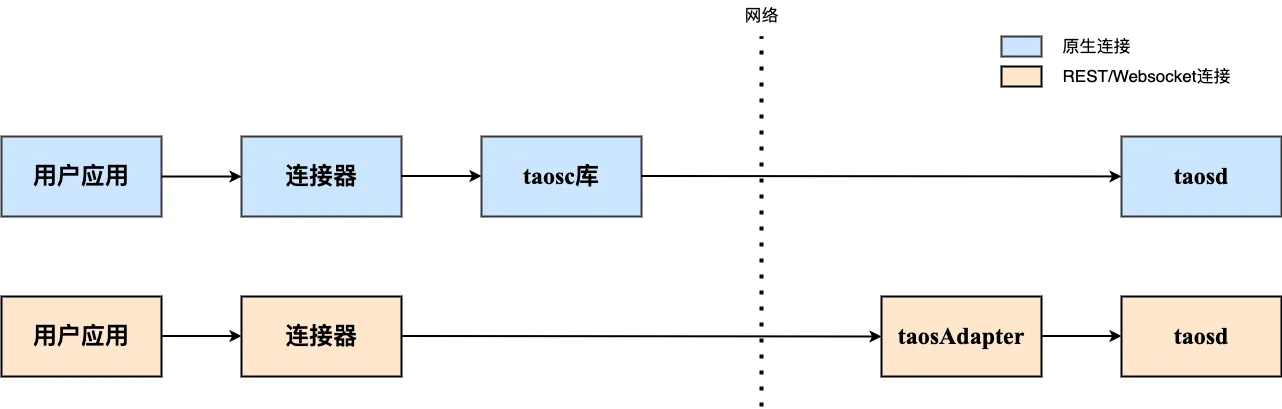 网络
原生连接
REST/Websocket连接
用户应用
连接器
taosc库
taosd
用户应用
连接器
taosAdapter
taosd